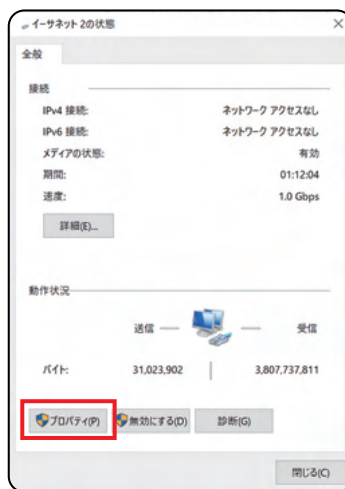 イーサネット 2の状態
全般
接続
IPv4 接続: ネットワーク アクセスなし
IPv6 接続: ネットワーク アクセスなし
メディアの状態: 有効
期間: 01:12:04
速度: 1.0 Gbps
詳細(E)...
動作状況
送信 受信
バイト: 31,023,902 3,807,737,811
プロパティ(P) 無効にする(D) 診断(G)
閉じる(C)